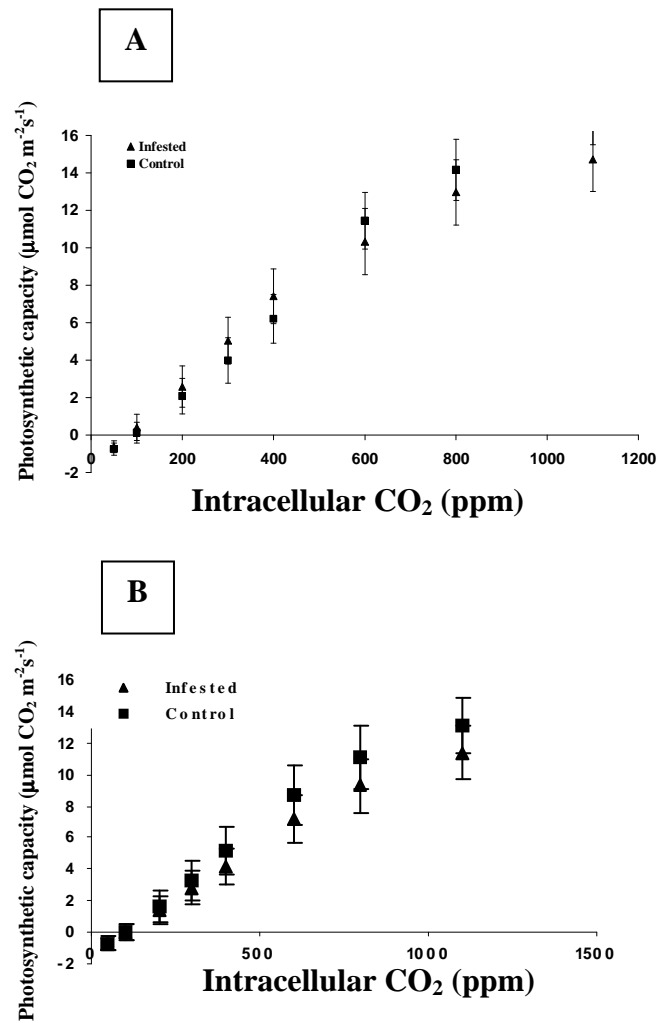 A
Photosynthetic capacity (μmol CO₂ m⁻²s⁻¹)
16
14
12
10
8
6
4
2
0
-2
Infested
Control
0 200 400 600 800 1000 1200
Intracellular CO₂ (ppm)
B
Photosynthetic capacity (μmol CO₂ m⁻²s⁻¹)
16
14
12
10
8
6
4
2
0
-2
Infested
Control
0 500 1000 1500
Intracellular CO₂ (ppm)